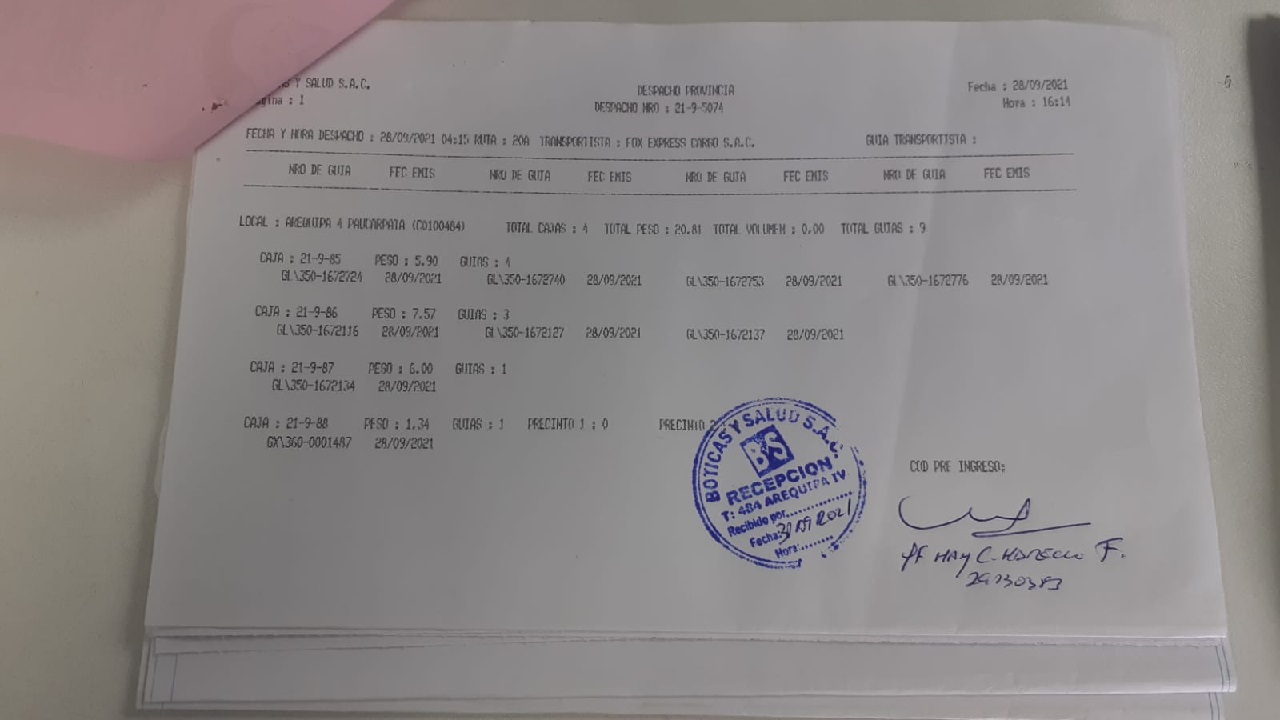 Y SALUD S.A.C.
gina : 1
DESPACHO PROVINCIA
DESPACHO NRO : 21-9-5074
Fecha : 28/09/2021
Hora : 16:14
FECHA Y HORA DESPACHO : 28/09/2021 04:15 RUTA : 20A TRANSPORTISTA : FOX EXPRESS CARGO S.A.C. GUIA TRANSPORTISTA :
NRO DE GUIA FEC EMIS NRO DE GUIA FEC EMIS NRO DE GUIA FEC EMIS NRO DE GUIA FEC EMIS
LOCAL : AREQUIPA 4 PAUCARPATA (C0100484) TOTAL CAJAS : 4 TOTAL PESO : 20.81 TOTAL VOLUMEN : 0.00 TOTAL GUIAS : 9
CAJA : 21-9-85 PESO : 5.90 GUIAS : 4
GL\350-1672724 28/09/2021 GL\350-1672740 28/09/2021 GL\350-1672753 28/09/2021 GL\350-1672776 28/09/2021
CAJA : 21-9-86 PESO : 7.57 GUIAS : 3
GL\350-1672116 28/09/2021 GL\350-1672127 28/09/2021 GL\350-1672137 28/09/2021
CAJA : 21-9-87 PESO : 6.00 GUIAS : 1
GL\350-1672134 28/09/2021
CAJA : 21-9-88 PESO : 1.34 GUIAS : 1 PRECINTO 1 : 0 PRECINTO 2
GX\360-0001487 28/09/2021
BOTICAS Y SALUD S.A.C.
BS
RECEPCION
T: 484 AREQUIPA IV
Recibido por:
Fecha: 30 09 2021
Hora:
COD PRE INGRESO: